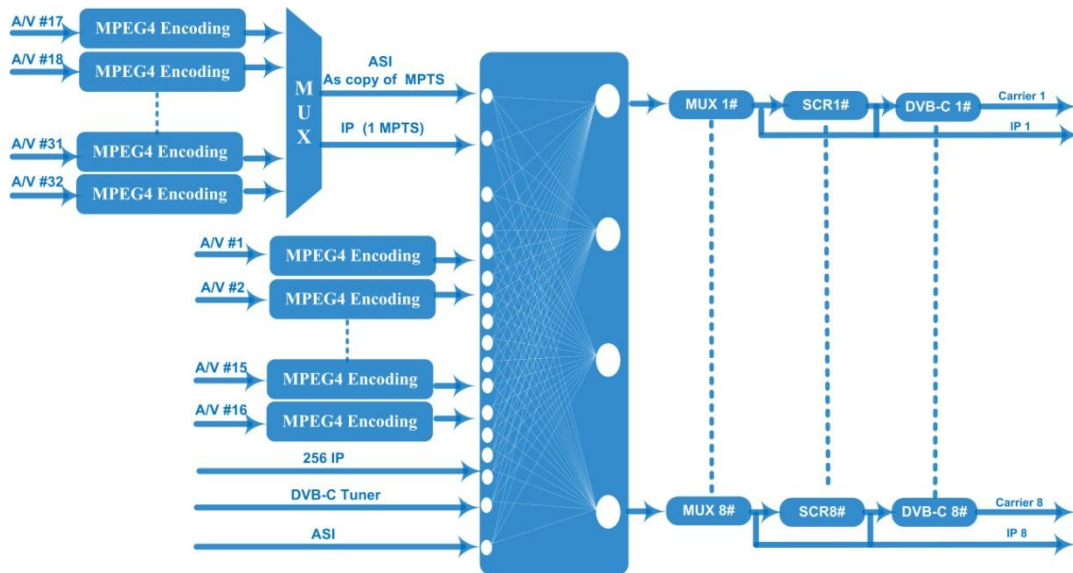 A/V #17
MPEG4 Encoding
A/V #18
MPEG4 Encoding
A/V #31
MPEG4 Encoding
A/V #32
MPEG4 Encoding
MUX
ASI
As copy of MPTS
IP (1 MPTS)
A/V #1
MPEG4 Encoding
A/V #2
MPEG4 Encoding
A/V #15
MPEG4 Encoding
A/V #16
MPEG4 Encoding
256 IP
DVB-C Tuner
ASI
MUX 1#
SCR1#
DVB-C 1#
Carrier 1
IP 1
MUX 8#
SCR8#
DVB-C 8#
Carrier 8
IP 8